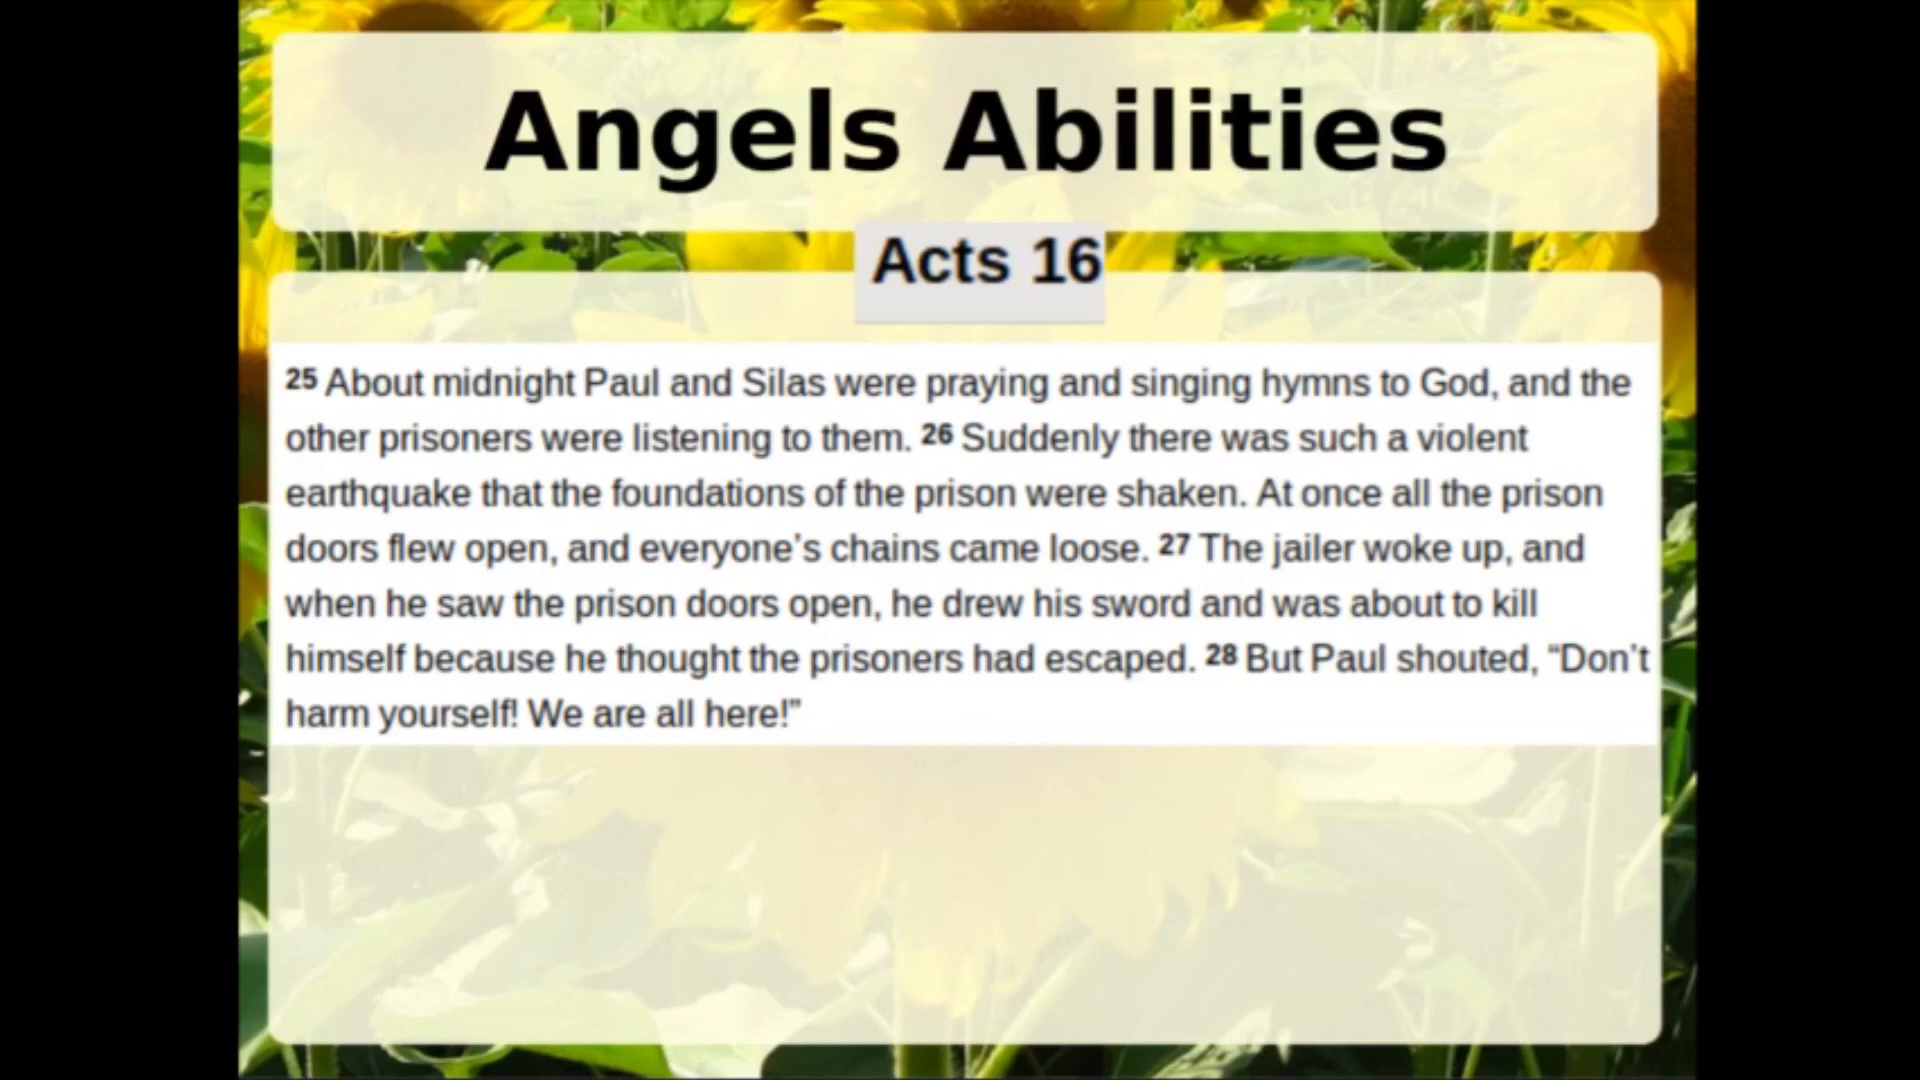 Angels Abilities
Acts 16
25 About midnight Paul and Silas were praying and singing hymns to God, and the
other prisoners were listening to them. 26 Suddenly there was such a violent
earthquake that the foundations of the prison were shaken. At once all the prison
doors flew open, and everyone’s chains came loose. 27 The jailer woke up, and
when he saw the prison doors open, he drew his sword and was about to kill
himself because he thought the prisoners had escaped. 28 But Paul shouted, “Don’t
harm yourself! We are all here!”